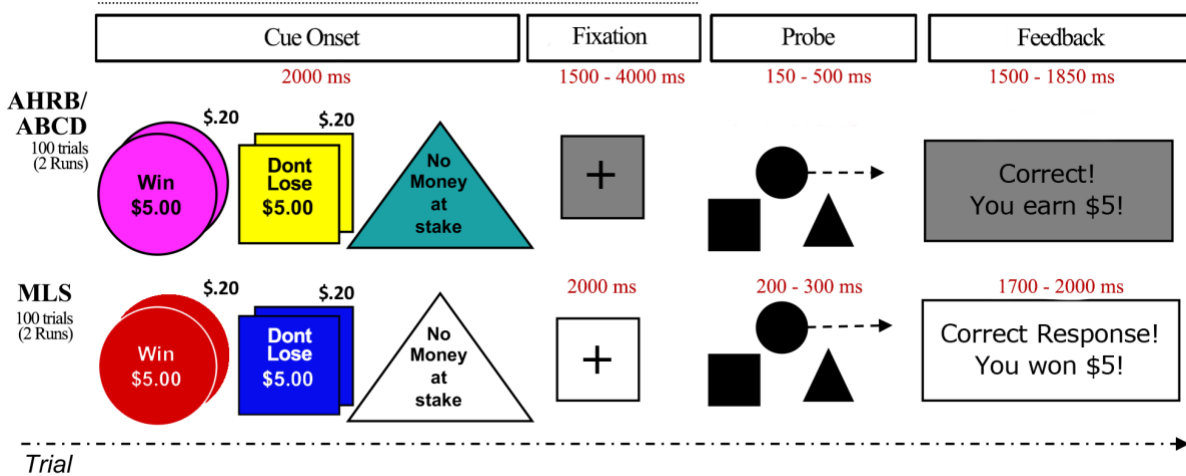 Cue Onset
Fixation
Probe
Feedback
2000 ms
1500 - 4000 ms
150 - 500 ms
1500 - 1850 ms
AHRB/
ABCD
100 trials
(2 Runs)
$.20
Win
$5.00
$.20
Dont
Lose
$5.00
No
Money
at
stake
+
Correct!
You earn $5!
MLS
100 trials
(2 Runs)
$.20
Win
$5.00
$.20
Dont
Lose
$5.00
No
Money
at
stake
2000 ms
+
200 - 300 ms
1700 - 2000 ms
Correct Response!
You won $5!
Trial